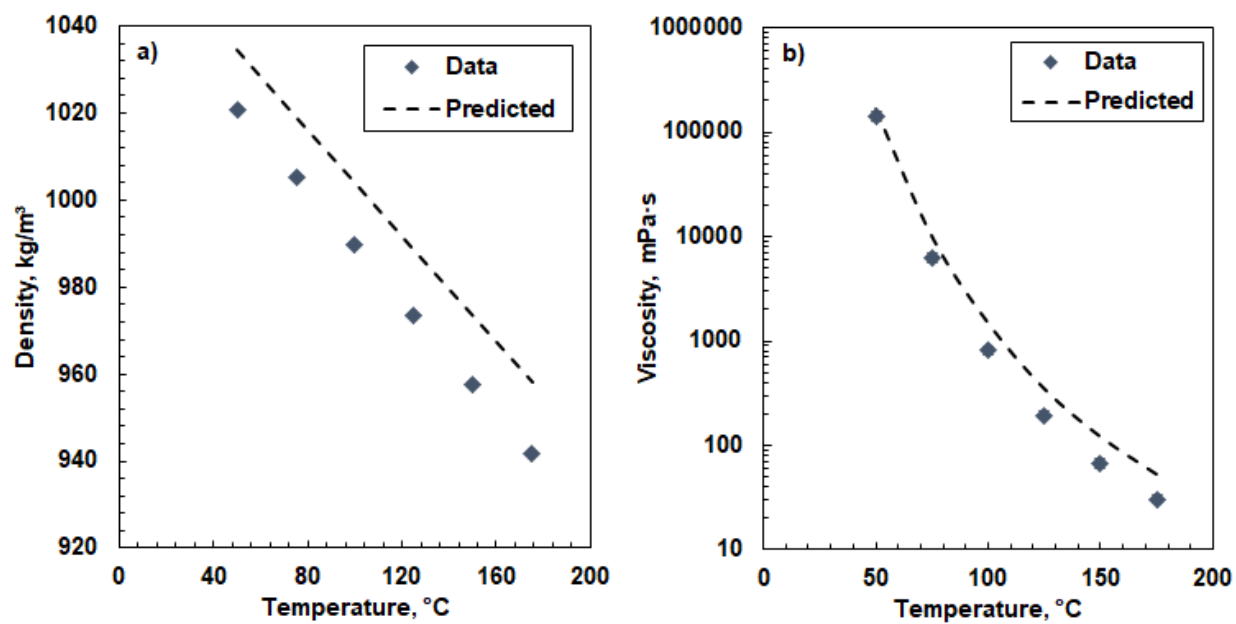 a)
Data
Predicted
1040
1020
1000
980
960
940
920
0 40 80 120 160 200
Density, kg/m³
Temperature, °C
b)
Data
Predicted
1000000
100000
10000
1000
100
10
0 50 100 150 200
Viscosity, mPa·s
Temperature, °C